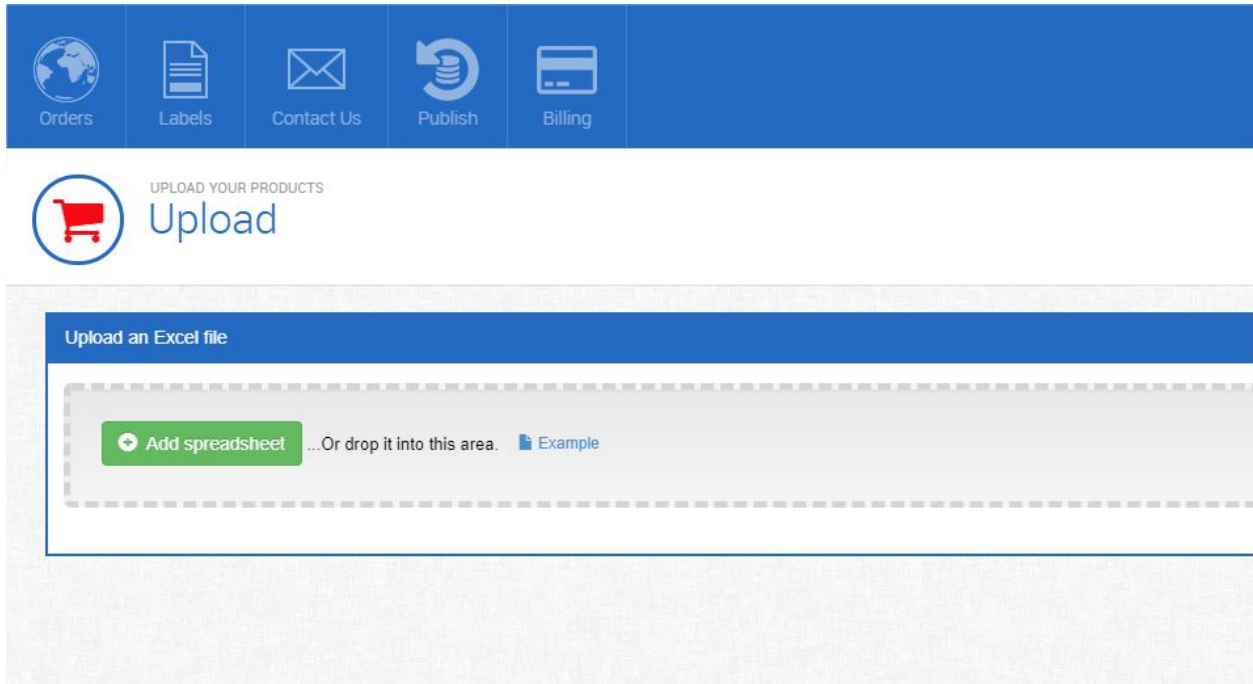 Orders Labels Contact Us Publish Billing
UPLOAD YOUR PRODUCTS
Upload
Upload an Excel file
Add spreadsheet ...Or drop it into this area. Example